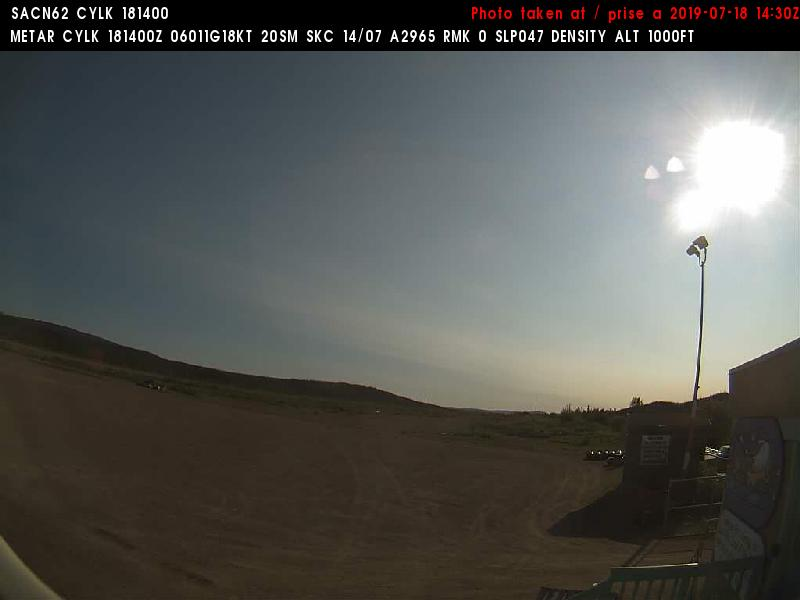 SACN62 CYLK 181400
Photo taken at / prise a 2019-07-18 14:30Z
METAR CYLK 181400Z 06011G18KT 20SM SKC 14/07 A2965 RMK 0 SLP047 DENSITY ALT 1000FT